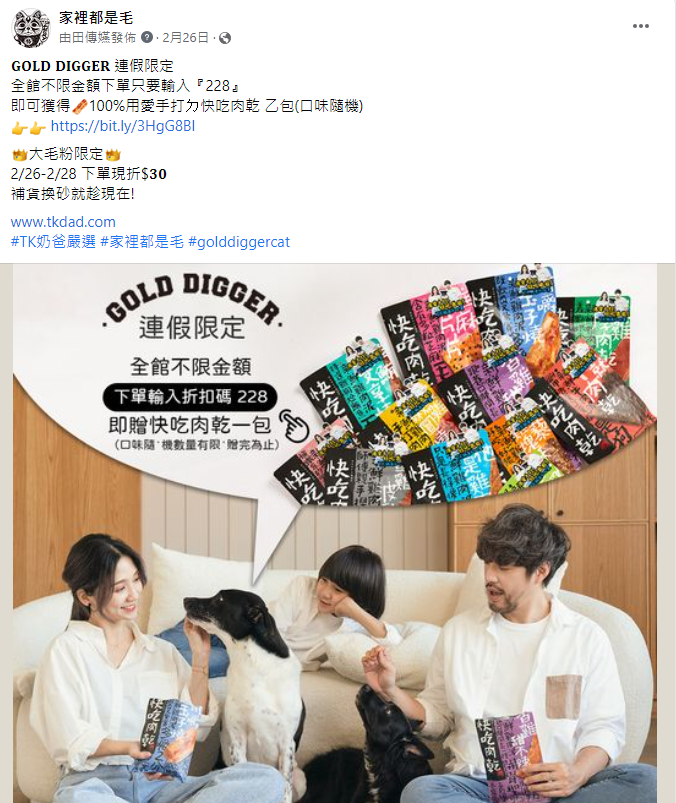 家裡都是毛
由田傳媒發佈 · 2月26日 ·
GOLD DIGGER 連假限定
全館不限金額下單只要輸入『228』
即可獲得🥓100%用愛手打ㄉ快吃肉乾 乙包(口味隨機)
👉👉 https://bit.ly/3HgG8Bl
👑大毛粉限定👑
2/26-2/28 下單現折$30
補貨換砂就趁現在!
www.tkdad.com
#TK奶爸嚴選 #家裡都是毛 #golddiggercat
·GOLD DIGGER·
連假限定
全館不限金額
下單輸入折扣碼 228
即贈快吃肉乾一包
(口味隨˙機數量有限˙贈完為止)
快吃肉乾
快吃肉乾